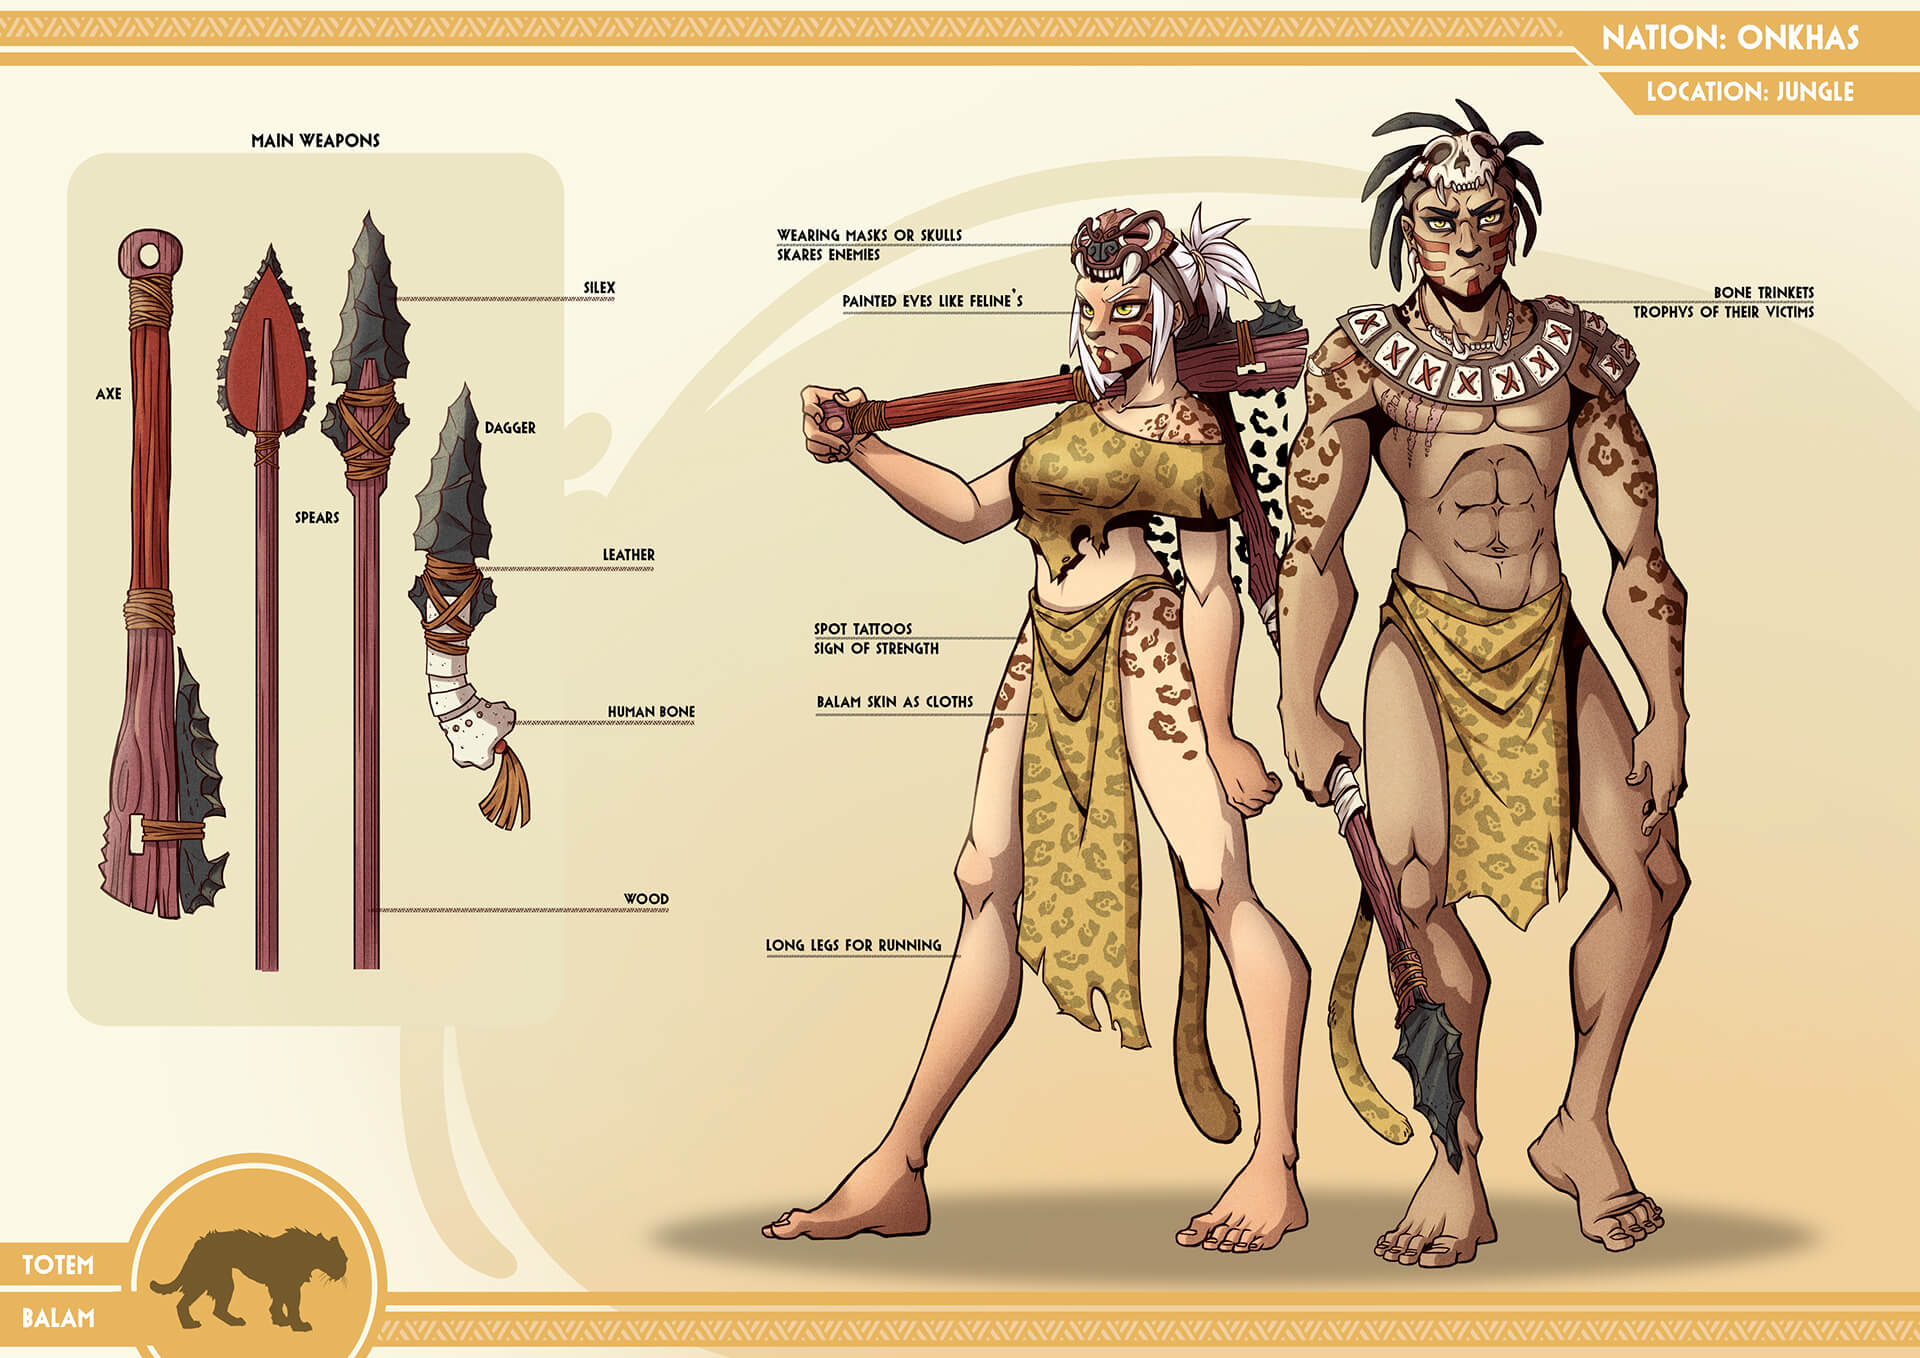 NATION: ONKHAS
LOCATION: JUNGLE
MAIN WEAPONS
SILEX
AXE
DAGGER
SPEARS
LEATHER
HUMAN BONE
WOOD
WEARING MASKS OR SKULLS
SKARES ENEMIES
PAINTED EYES LIKE FELINE'S
BONE TRINKETS
TROPHYS OF THEIR VICTIMS
SPOT TATTOOS
SIGN OF STRENGTH
BALAM SKIN AS CLOTHS
LONG LEGS FOR RUNNING
TOTEM
BALAM